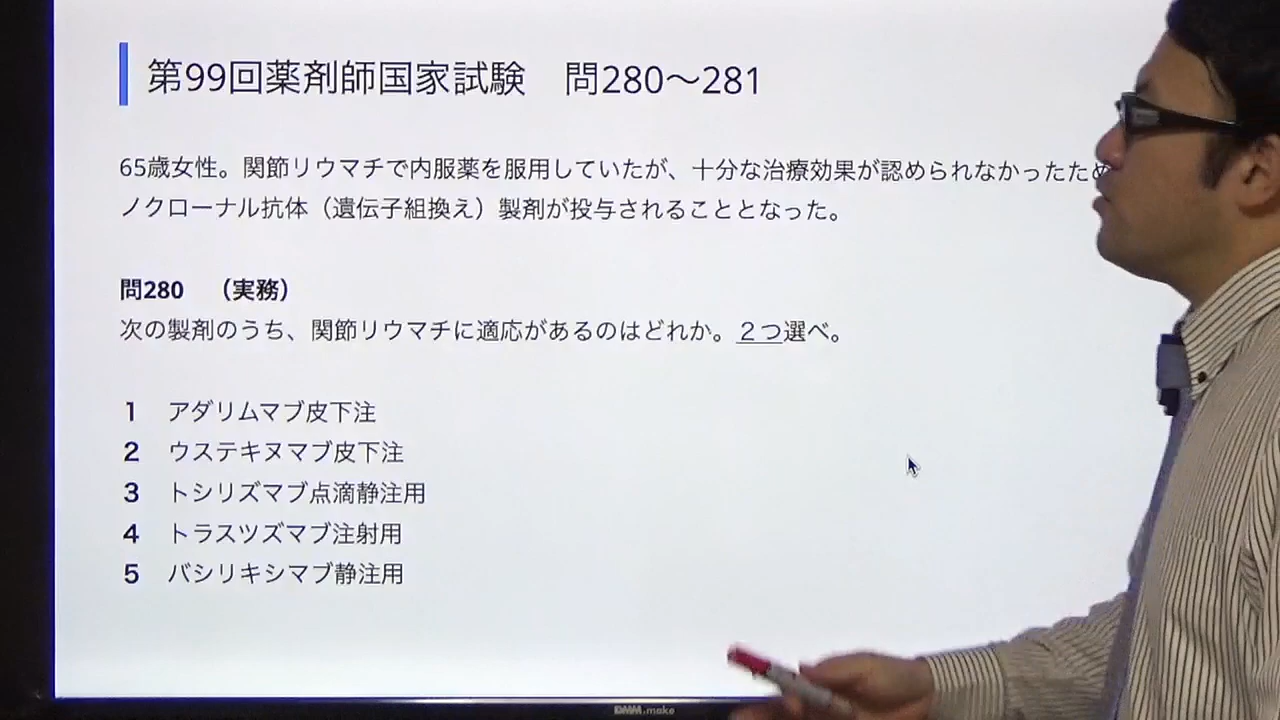 第99回薬剤師国家試験 問280〜281
65歳女性。関節リウマチで内服薬を服用していたが、十分な治療効果が認められなかったため
ノクローナル抗体（遺伝子組換え）製剤が投与されることとなった。
問280 （実務）
次の製剤のうち、関節リウマチに適応があるのはどれか。２つ選べ。
1 アダリムマブ皮下注
2 ウステキヌマブ皮下注
3 トシリズマブ点滴静注用
4 トラスツズマブ注射用
5 バシリキシマブ静注用
DMM.make